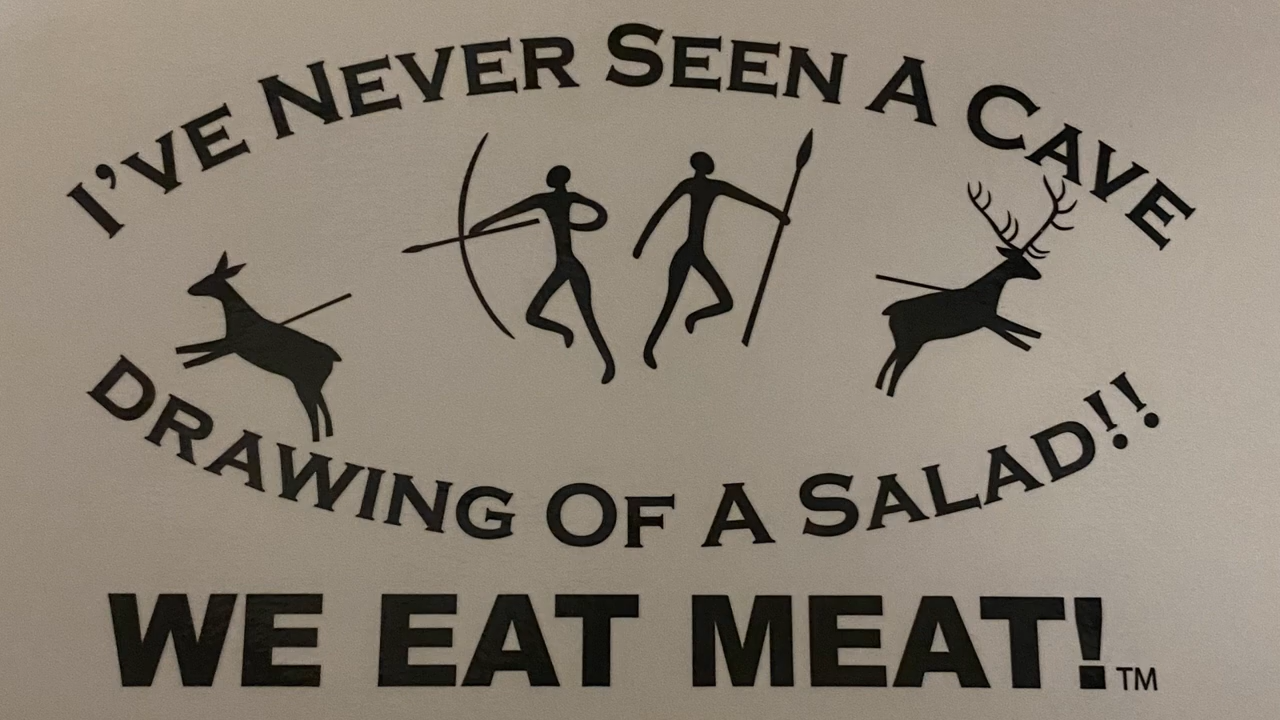 I'VE NEVER SEEN A CAVE
DRAWING OF A SALAD!!
WE EAT MEAT!™